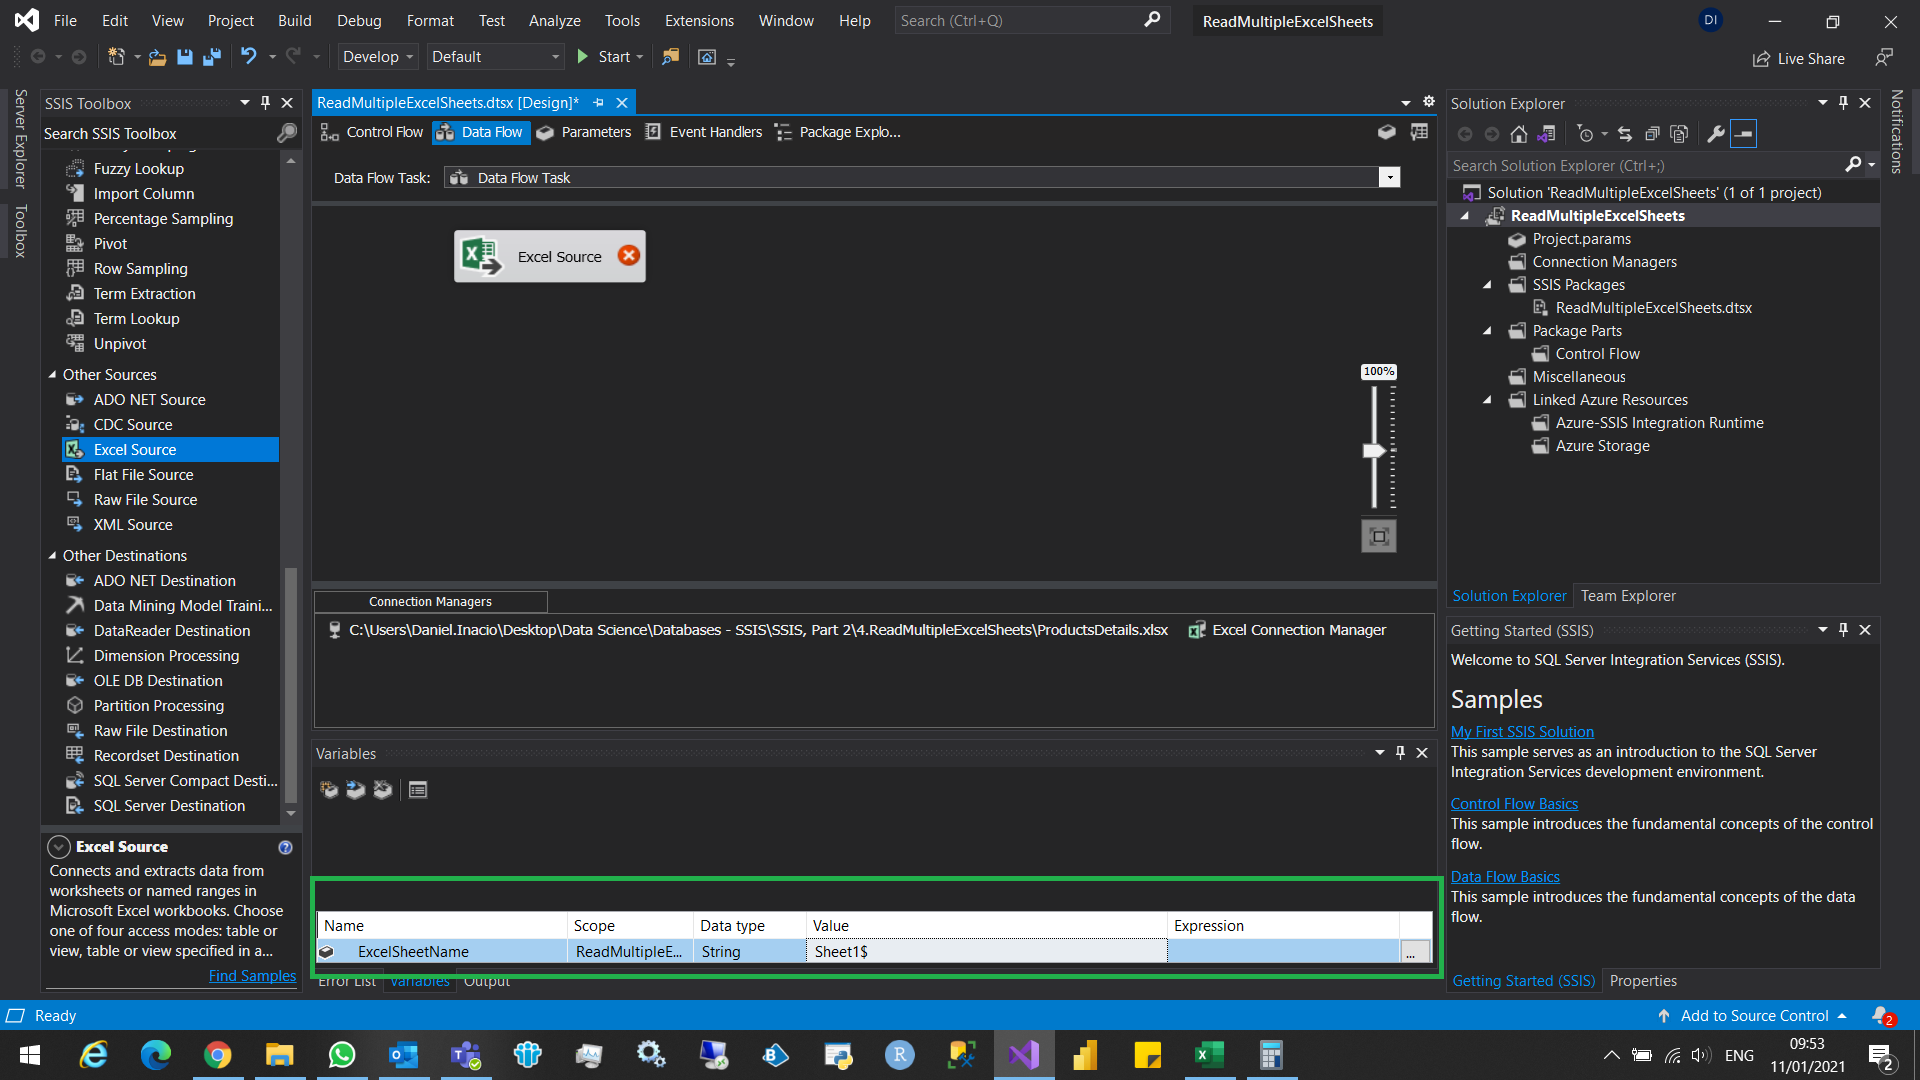 File Edit View Project Build Debug Format Test Analyze Tools Extensions Window Help Search (Ctrl+Q) ReadMultipleExcelSheets DI
Develop Default Start Live Share
Server Explorer
Toolbox
SSIS Toolbox
Search SSIS Toolbox
Fuzzy Lookup
Import Column
Percentage Sampling
Pivot
Row Sampling
Term Extraction
Term Lookup
Unpivot
Other Sources
ADO NET Source
CDC Source
Excel Source
Flat File Source
Raw File Source
XML Source
Other Destinations
ADO NET Destination
Data Mining Model Traini...
DataReader Destination
Dimension Processing
OLE DB Destination
Partition Processing
Raw File Destination
Recordset Destination
SQL Server Compact Desti...
SQL Server Destination
Excel Source
Connects and extracts data from
worksheets or named ranges in
Microsoft Excel workbooks. Choose
one of four access modes: table or
view, table or view specified in a...
Find Samples
ReadMultipleExcelSheets.dtsx [Design]*
Control Flow Data Flow Parameters Event Handlers Package Explo...
Data Flow Task: Data Flow Task
Excel Source
100%
Connection Managers
C:\Users\Daniel.Inacio\Desktop\Data Science\Databases - SSIS\SSIS, Part 2\4.ReadMultipleExcelSheets\ProductsDetails.xlsx Excel Connection Manager
Variables
Name Scope Data type Value Expression
ExcelSheetName ReadMultipleE... String Sheet1$ ...
Error List Variables Output
Solution Explorer
Search Solution Explorer (Ctrl+;)
Solution 'ReadMultipleExcelSheets' (1 of 1 project)
ReadMultipleExcelSheets
Project.params
Connection Managers
SSIS Packages
ReadMultipleExcelSheets.dtsx
Package Parts
Control Flow
Miscellaneous
Linked Azure Resources
Azure-SSIS Integration Runtime
Azure Storage
Solution Explorer Team Explorer
Getting Started (SSIS)
Welcome to SQL Server Integration Services (SSIS).
Samples
My First SSIS Solution
This sample serves as an introduction to the SQL Server
Integration Services development environment.
Control Flow Basics
This sample introduces the fundamental concepts of the control
flow.
Data Flow Basics
This sample introduces the fundamental concepts of the data
flow.
Getting Started (SSIS) Properties
Notifications
Ready Add to Source Control 2
ENG 09:53
11/01/2021 2